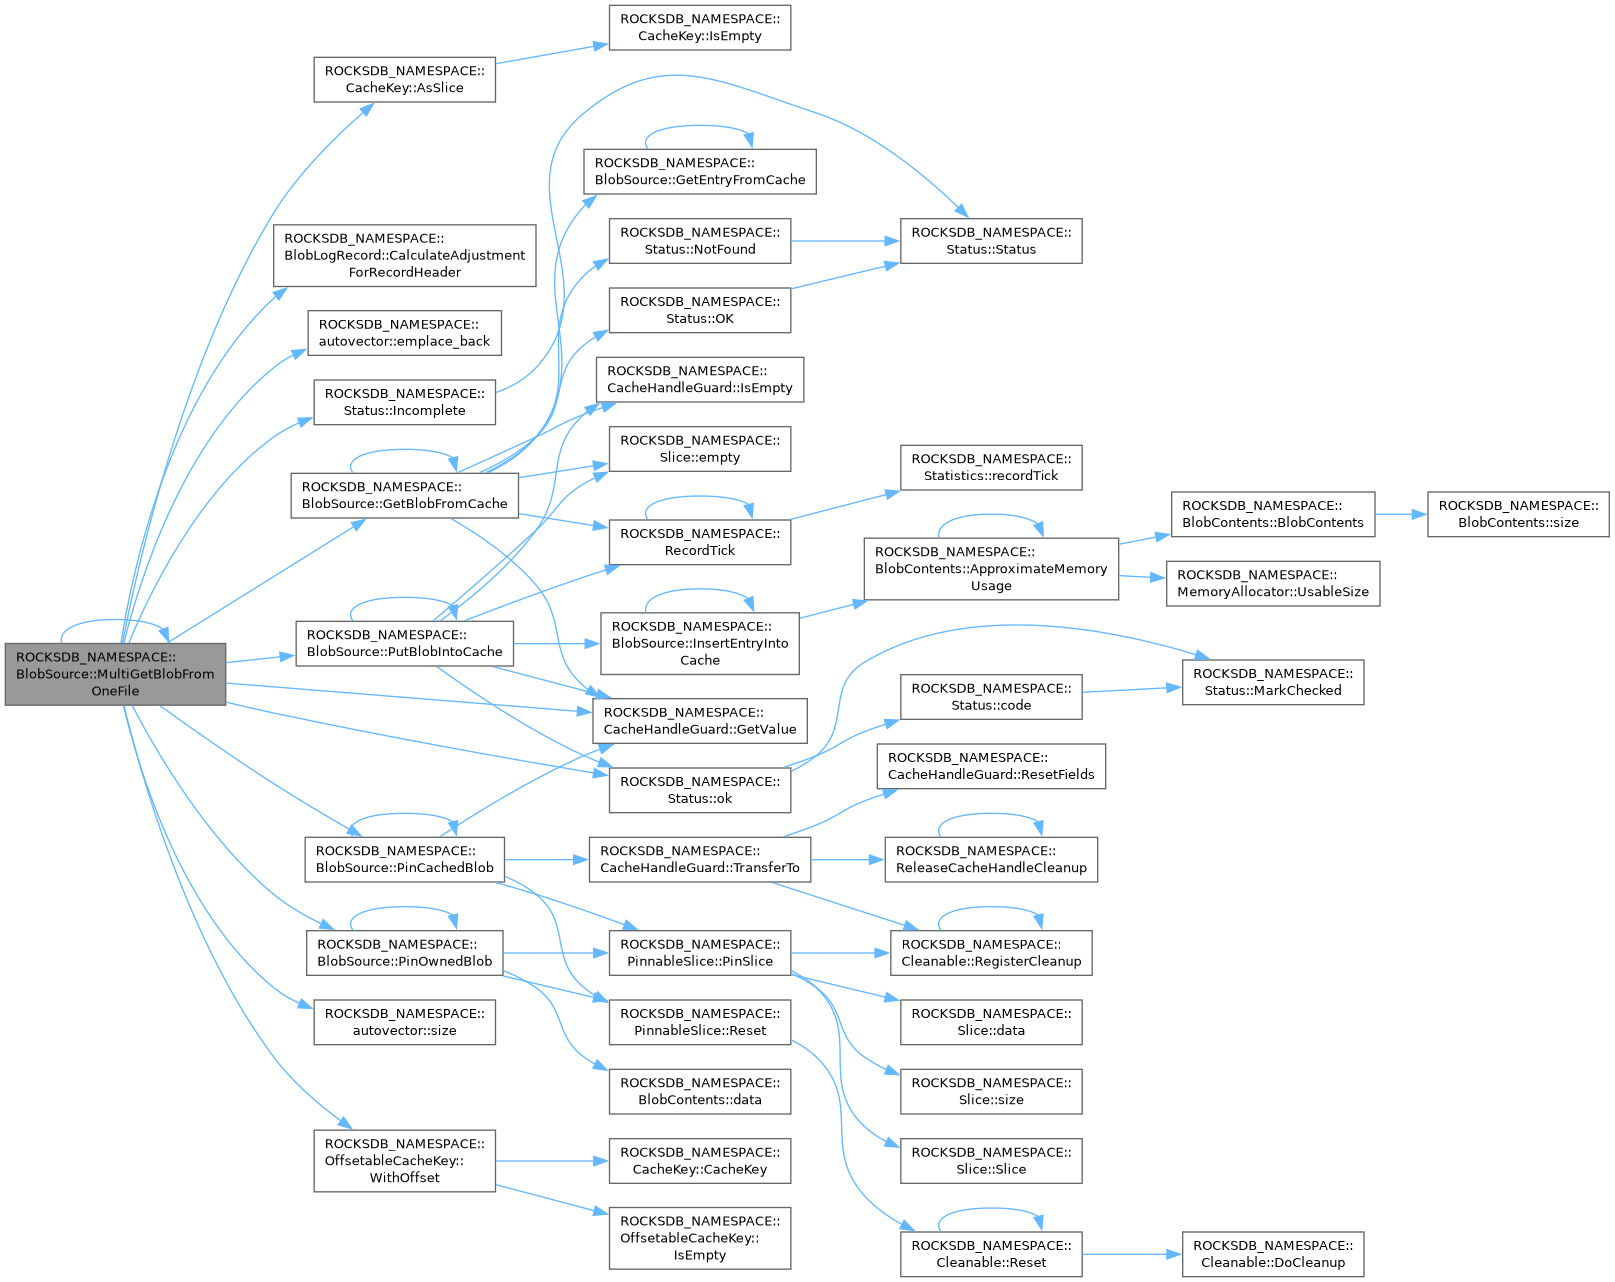 ROCKSDB_NAMESPACE::
BlobSource::MultiGetBlobFrom
OneFile
ROCKSDB_NAMESPACE::
CacheKey::AsSlice
ROCKSDB_NAMESPACE::
CacheKey::IsEmpty
ROCKSDB_NAMESPACE::
BlobLogRecord::CalculateAdjustment
ForRecordHeader
ROCKSDB_NAMESPACE::
autovector::emplace_back
ROCKSDB_NAMESPACE::
Status::Incomplete
ROCKSDB_NAMESPACE::
BlobSource::GetBlobFromCache
ROCKSDB_NAMESPACE::
BlobSource::PutBlobIntoCache
ROCKSDB_NAMESPACE::
BlobSource::PinCachedBlob
ROCKSDB_NAMESPACE::
BlobSource::PinOwnedBlob
ROCKSDB_NAMESPACE::
autovector::size
ROCKSDB_NAMESPACE::
OffsetableCacheKey::
WithOffset
ROCKSDB_NAMESPACE::
BlobSource::GetEntryFromCache
ROCKSDB_NAMESPACE::
Status::NotFound
ROCKSDB_NAMESPACE::
Status::OK
ROCKSDB_NAMESPACE::
CacheHandleGuard::IsEmpty
ROCKSDB_NAMESPACE::
Slice::empty
ROCKSDB_NAMESPACE::
RecordTick
ROCKSDB_NAMESPACE::
BlobSource::InsertEntryInto
Cache
ROCKSDB_NAMESPACE::
CacheHandleGuard::GetValue
ROCKSDB_NAMESPACE::
Status::ok
ROCKSDB_NAMESPACE::
CacheHandleGuard::TransferTo
ROCKSDB_NAMESPACE::
PinnableSlice::PinSlice
ROCKSDB_NAMESPACE::
PinnableSlice::Reset
ROCKSDB_NAMESPACE::
BlobContents::data
ROCKSDB_NAMESPACE::
CacheKey::CacheKey
ROCKSDB_NAMESPACE::
OffsetableCacheKey::
IsEmpty
ROCKSDB_NAMESPACE::
Status::Status
ROCKSDB_NAMESPACE::
Statistics::recordTick
ROCKSDB_NAMESPACE::
BlobContents::ApproximateMemory
Usage
ROCKSDB_NAMESPACE::
Status::code
ROCKSDB_NAMESPACE::
CacheHandleGuard::ResetFields
ROCKSDB_NAMESPACE::
ReleaseCacheHandleCleanup
ROCKSDB_NAMESPACE::
Cleanable::RegisterCleanup
ROCKSDB_NAMESPACE::
Slice::data
ROCKSDB_NAMESPACE::
Slice::size
ROCKSDB_NAMESPACE::
Slice::Slice
ROCKSDB_NAMESPACE::
Cleanable::Reset
ROCKSDB_NAMESPACE::
BlobContents::BlobContents
ROCKSDB_NAMESPACE::
MemoryAllocator::UsableSize
ROCKSDB_NAMESPACE::
Status::MarkChecked
ROCKSDB_NAMESPACE::
Cleanable::DoCleanup
ROCKSDB_NAMESPACE::
BlobContents::size